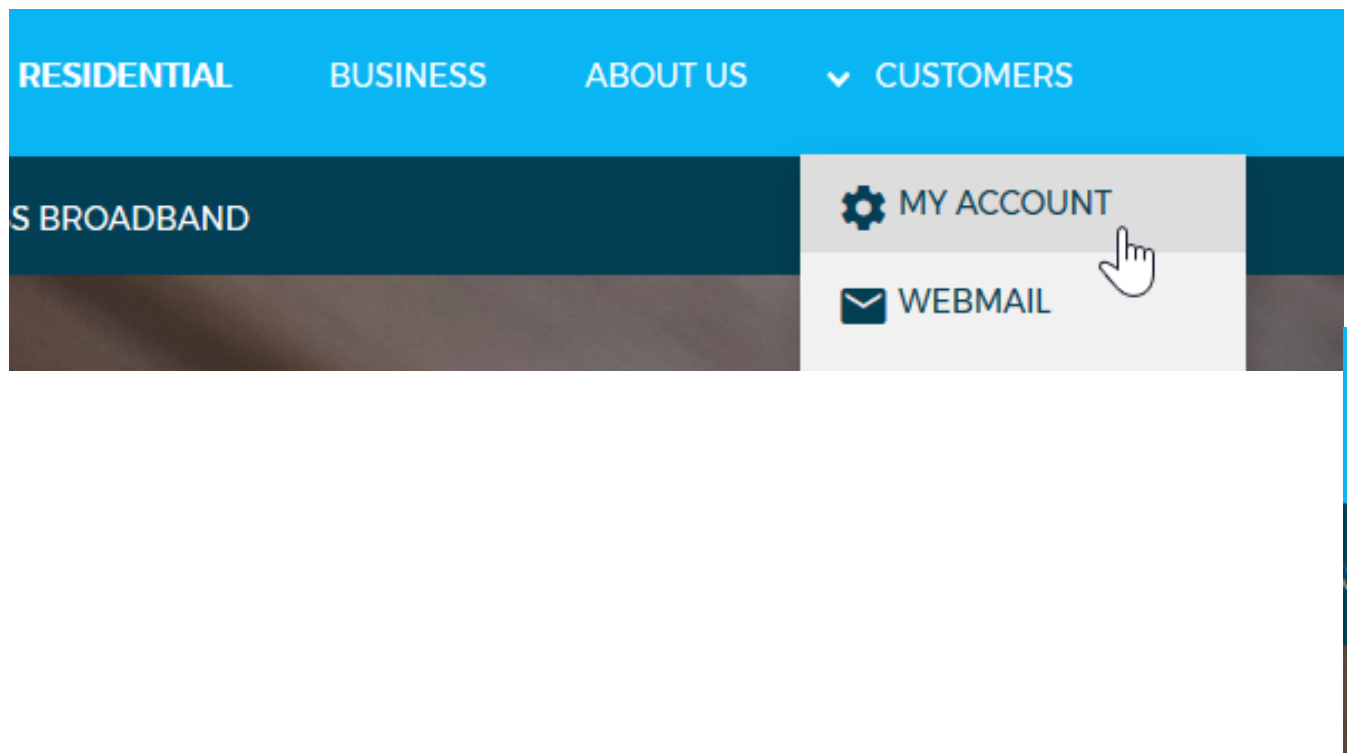 RESIDENTIAL BUSINESS ABOUT US CUSTOMERS
S BROADBAND
MY ACCOUNT
WEBMAIL